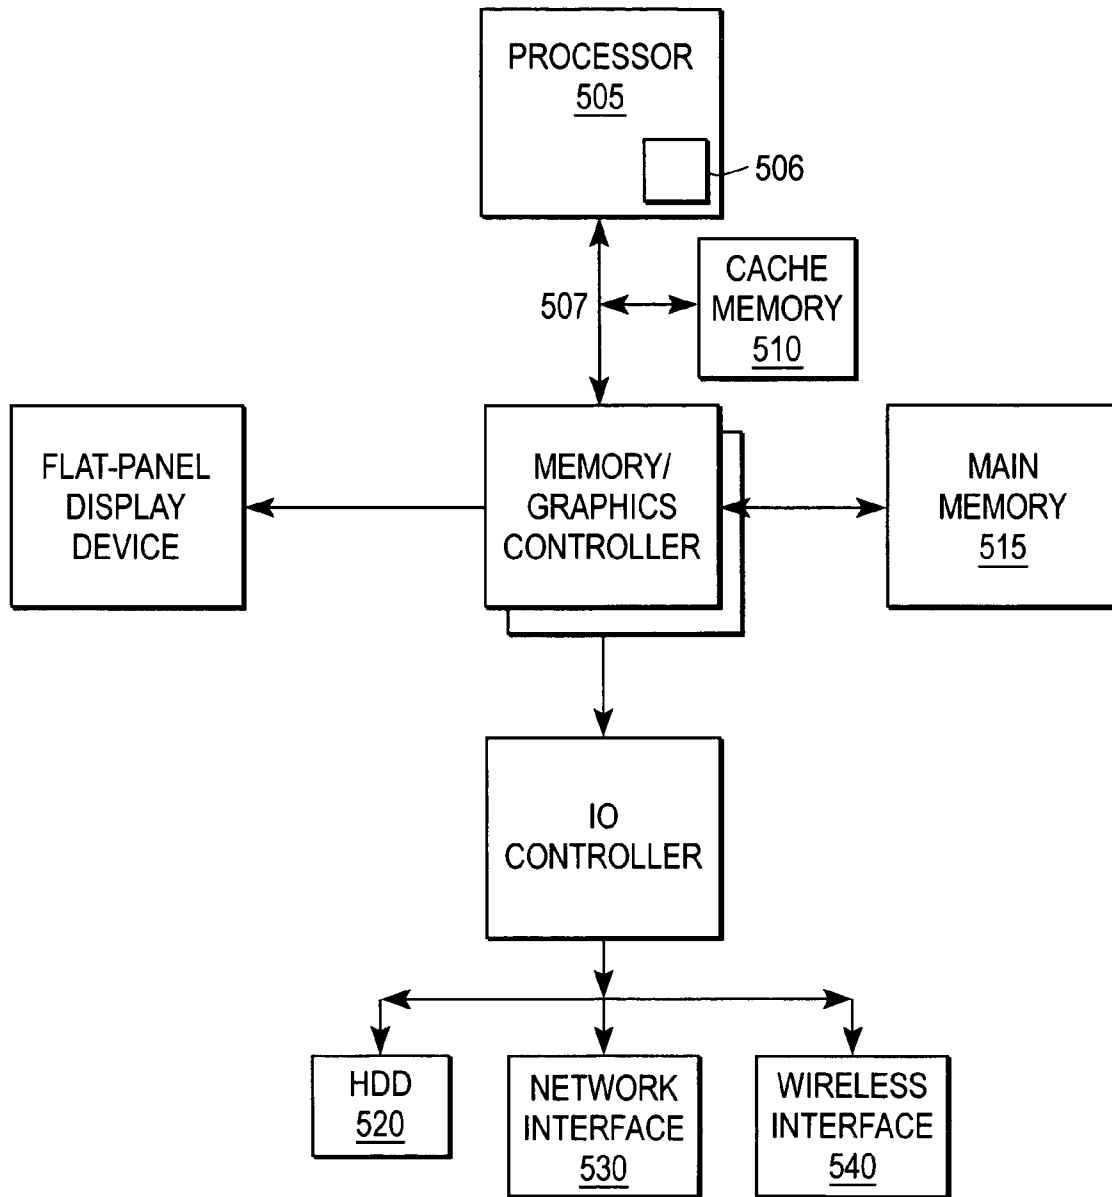 PROCESSOR
505
506
CACHE
MEMORY
510
507
FLAT-PANEL
DISPLAY
DEVICE
MEMORY/
GRAPHICS
CONTROLLER
MAIN
MEMORY
515
IO
CONTROLLER
HDD
520
NETWORK
INTERFACE
530
WIRELESS
INTERFACE
540